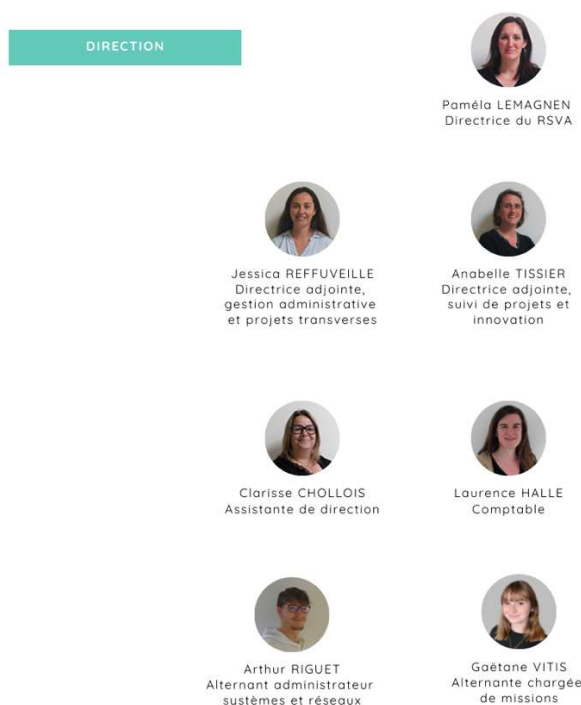 DIRECTION
Paméla LEMAGNEN
Directrice du RSVA
Jessica REFFUVEILLE
Directrice adjointe,
gestion administrative
et projets transverses
Anabelle TISSIER
Directrice adjointe,
suivi de projets et
innovation
Clarisse CHOLLOIS
Assistante de direction
Laurence HALLE
Comptable
Arthur RIGUET
Alternant administrateur
sustèmes et réseaux
Gaëtane VITIS
Alternante chargée
de missions